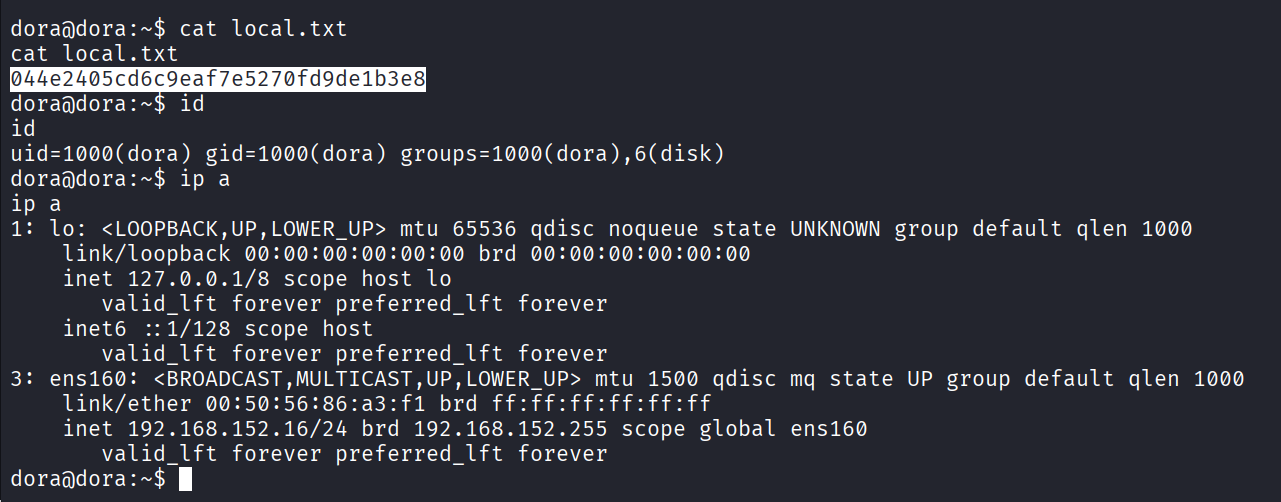 dora@dora:~$ cat local.txt
cat local.txt
044e2405cd6c9eaf7e5270fd9de1b3e8
dora@dora:~$ id
id
uid=1000(dora) gid=1000(dora) groups=1000(dora),6(disk)
dora@dora:~$ ip a
ip a
1: lo: <LOOPBACK,UP,LOWER_UP> mtu 65536 qdisc noqueue state UNKNOWN group default qlen 1000
    link/loopback 00:00:00:00:00:00 brd 00:00:00:00:00:00
    inet 127.0.0.1/8 scope host lo
       valid_lft forever preferred_lft forever
    inet6 ::1/128 scope host
       valid_lft forever preferred_lft forever
3: ens160: <BROADCAST,MULTICAST,UP,LOWER_UP> mtu 1500 qdisc mq state UP group default qlen 1000
    link/ether 00:50:56:86:a3:f1 brd ff:ff:ff:ff:ff:ff
    inet 192.168.152.16/24 brd 192.168.152.255 scope global ens160
       valid_lft forever preferred_lft forever
dora@dora:~$